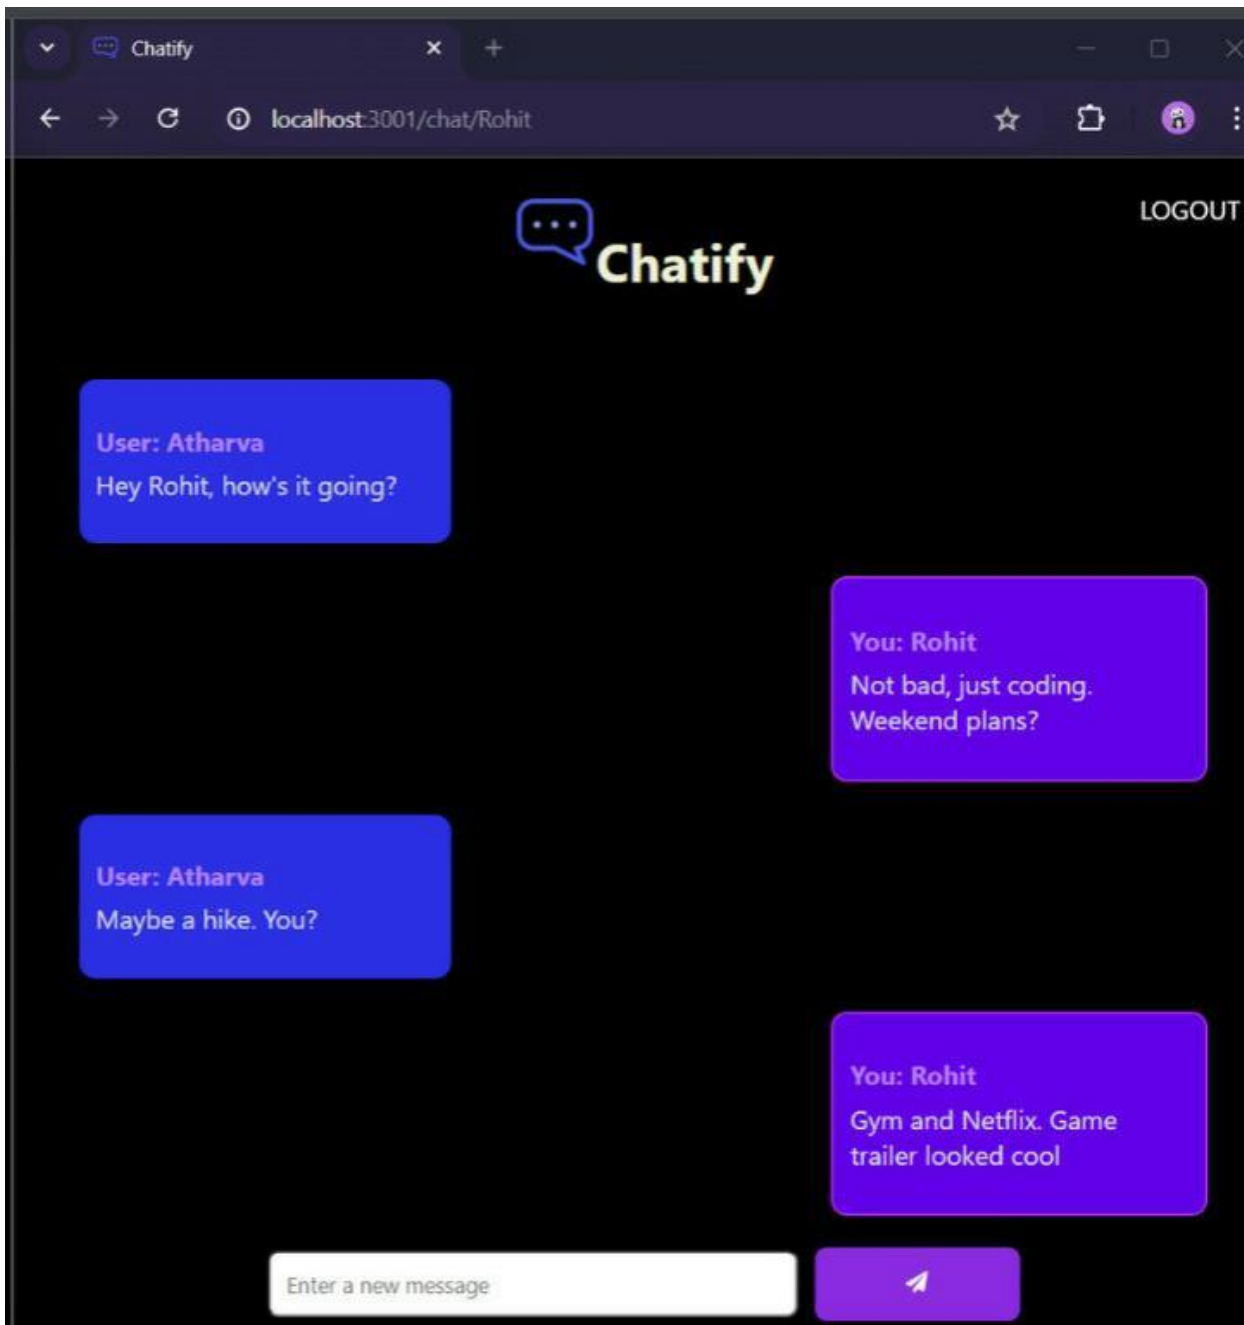 Chatify
localhost:3001/chat/Rohit
LOGOUT
Chatify
User: Atharva
Hey Rohit, how's it going?
You: Rohit
Not bad, just coding.
Weekend plans?
User: Atharva
Maybe a hike. You?
You: Rohit
Gym and Netflix. Game
trailer looked cool
Enter a new message